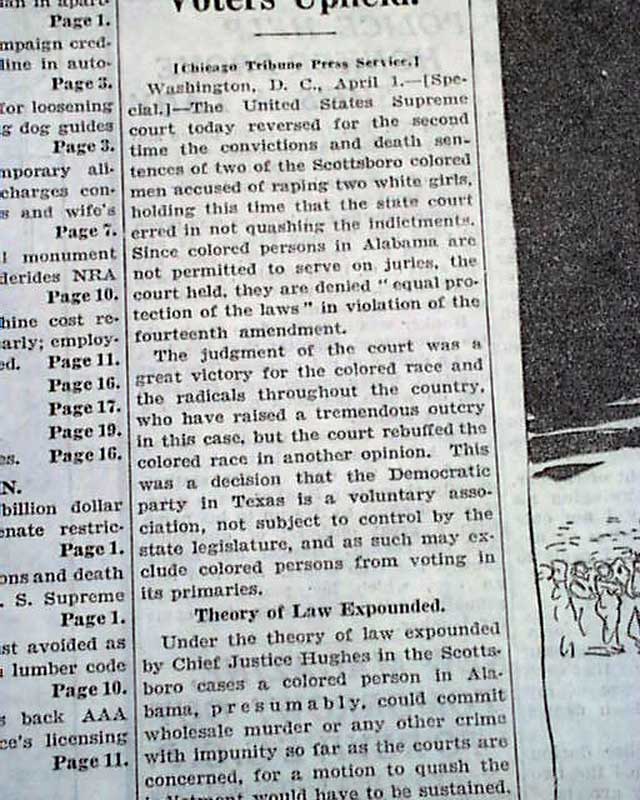 Page 1.
mpaign cred-
line in auto-
Page 3.
for loosening
g dog guides
Page 3.
mporary ali-
charges con-
s and wife's
Page 7.
l monument
derides NRA
Page 10.
hine cost re-
arly; employ-
ed. Page 11.
Page 16.
Page 17.
Page 19.
es. Page 16.
N.
billion dollar
enate restric-
Page 1.
ons and death
. S. Supreme
Page 1.
st avoided as
lumber code
Page 10.
s back AAA
ce's licensing
Page 11.
Voters Upheld.
[Chicago Tribune Press Service.]
Washington, D. C., April 1.—[Spe-
cial.]—The United States Supreme
court today reversed for the second
time the convictions and death sen-
tences of two of the Scottsboro colored
men accused of raping two white girls,
holding this time that the state court
erred in not quashing the indictments.
Since colored persons in Alabama are
not permitted to serve on juries, the
court held, they are denied "equal pro-
tection of the laws" in violation of the
fourteenth amendment.
The judgment of the court was a
great victory for the colored race and
the radicals throughout the country,
who have raised a tremendous outcry
in this case, but the court rebuffed the
colored race in another opinion. This
was a decision that the Democratic
party in Texas is a voluntary asso-
ciation, not subject to control by the
state legislature, and as such may ex-
clude colored persons from voting in
its primaries.
Theory of Law Expounded.
Under the theory of law expounded
by Chief Justice Hughes in the Scotts-
boro cases a colored person in Ala-
bama, presumably, could commit
wholesale murder or any other crime
with impunity so far as the courts are
concerned, for a motion to quash the
would have to be sustained.